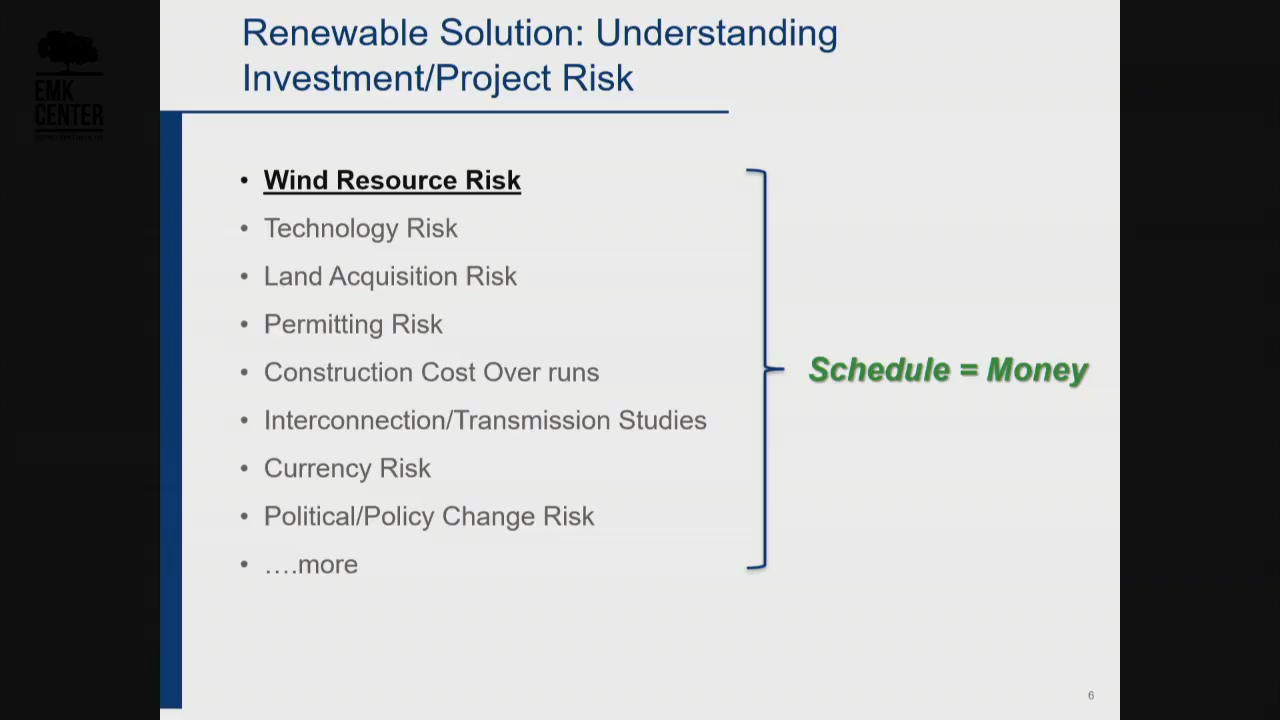 Renewable Solution: Understanding
Investment/Project Risk
EMK
CENTER
• Wind Resource Risk
• Technology Risk
• Land Acquisition Risk
• Permitting Risk
• Construction Cost Over runs
• Interconnection/Transmission Studies
• Currency Risk
• Political/Policy Change Risk
• ….more
Schedule = Money
6